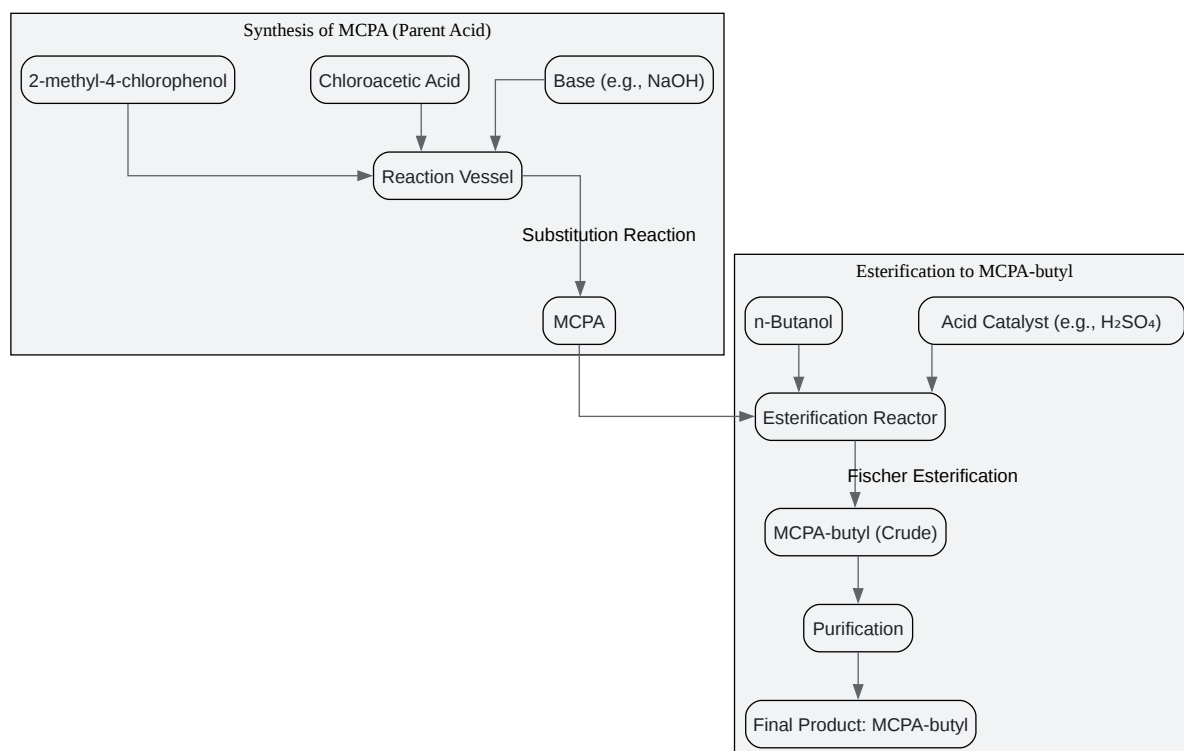 Synthesis of MCPA (Parent Acid)
2-methyl-4-chlorophenol
Chloroacetic Acid
Base (e.g., NaOH)
Reaction Vessel
Substitution Reaction
MCPA
Esterification to MCPA-butyl
n-Butanol
Acid Catalyst (e.g., H₂SO₄)
Esterification Reactor
Fischer Esterification
MCPA-butyl (Crude)
Purification
Final Product: MCPA-butyl